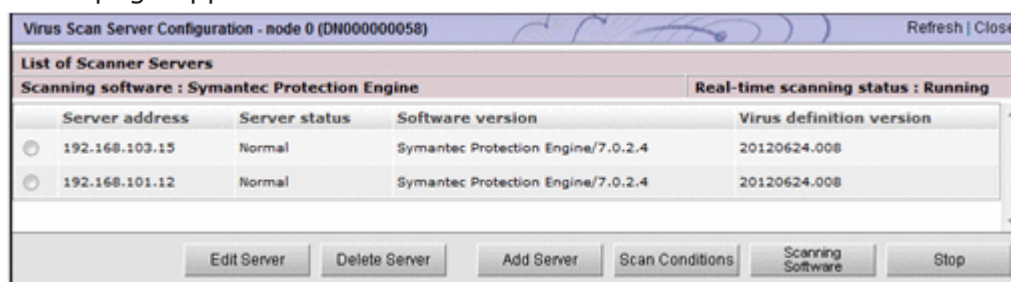 Virus Scan Server Configuration - node 0 (DN000000058) Refresh | Close
List of Scanner Servers
Scanning software : Symantec Protection Engine Real-time scanning status : Running
Server address Server status Software version Virus definition version
192.168.103.15 Normal Symantec Protection Engine/7.0.2.4 20120624.008
192.168.101.12 Normal Symantec Protection Engine/7.0.2.4 20120624.008
Edit Server Delete Server Add Server Scan Conditions Scanning Software Stop